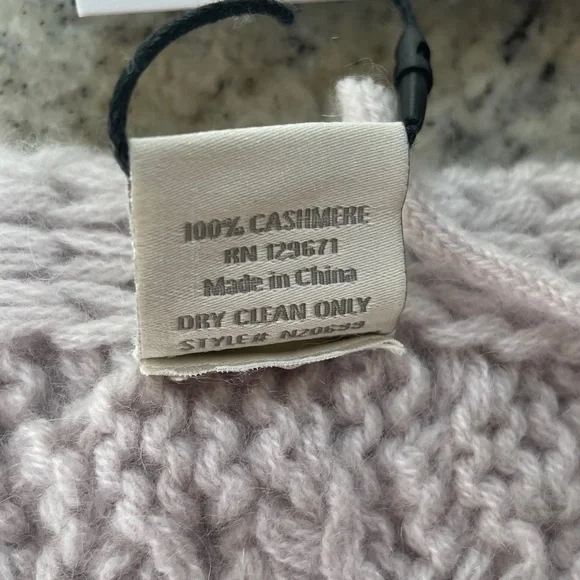 100% CASHMERE
RN 129671
Made in China
DRY CLEAN ONLY
STYLE# N20699